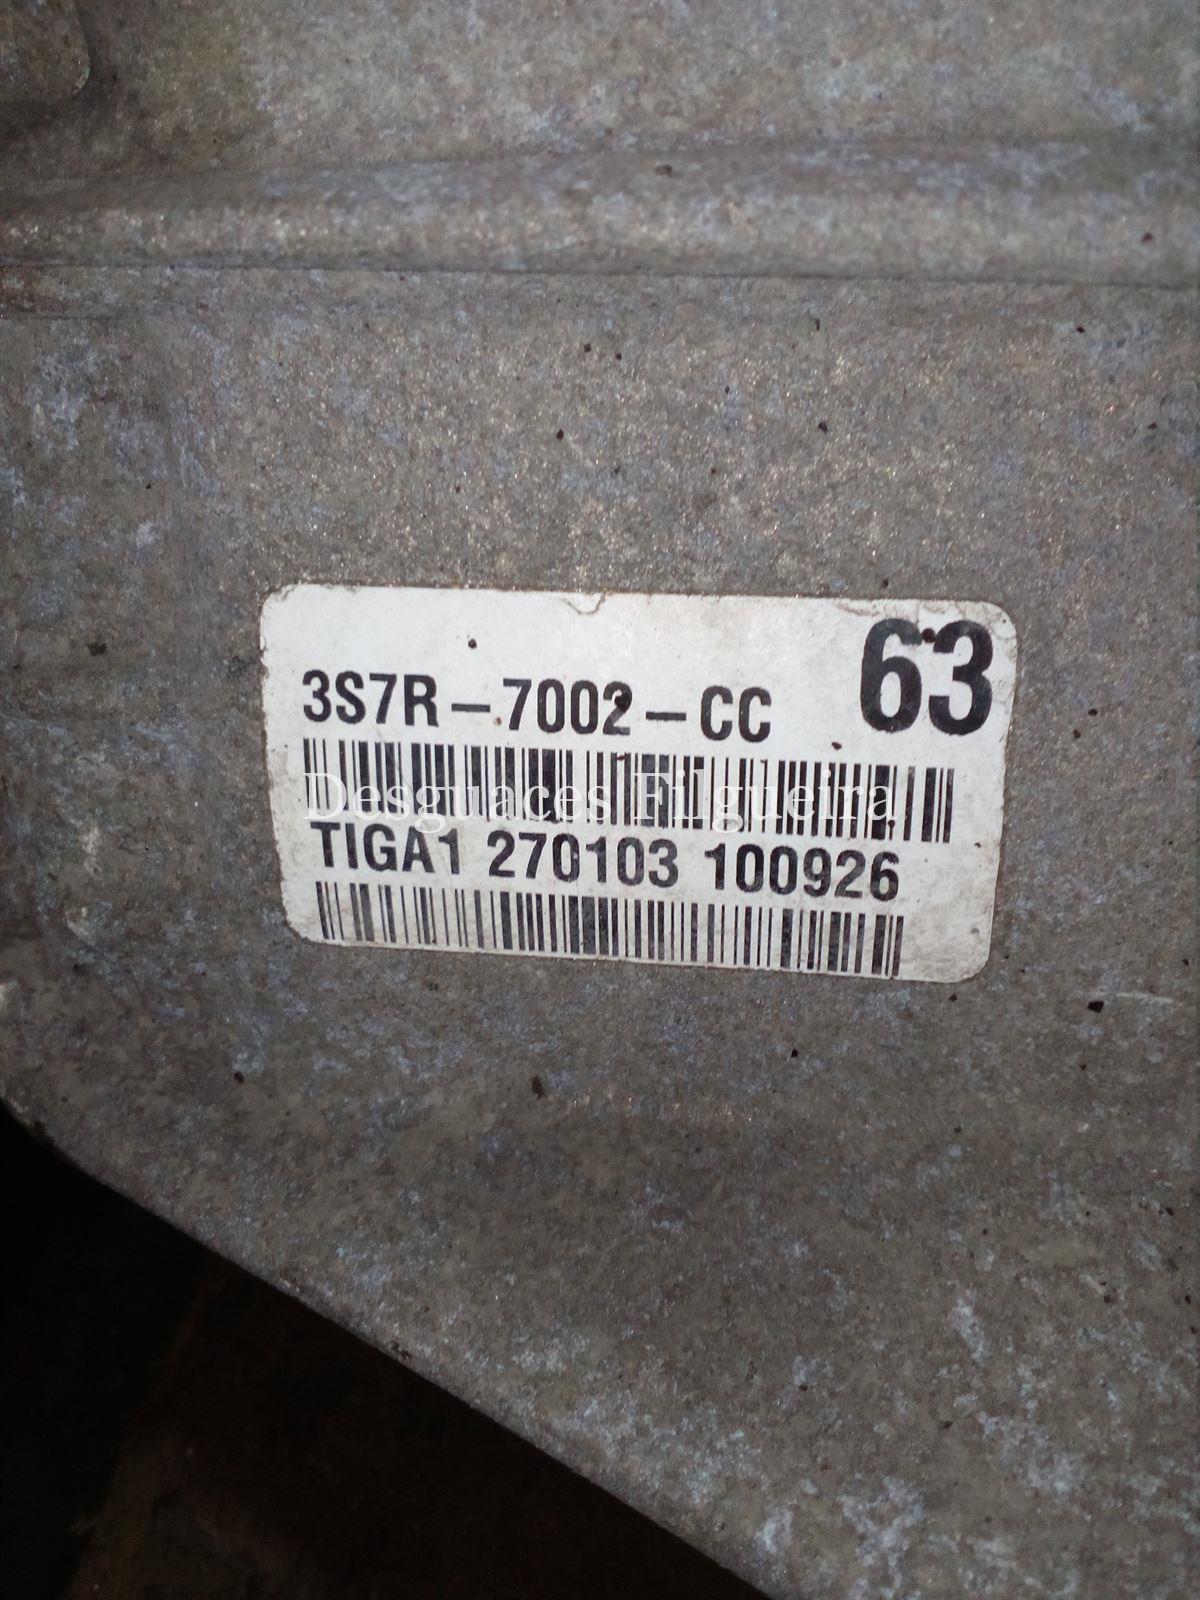 63
3S7R-7002-CC
Desguaces Filgueira
TIGA1 270103 100926